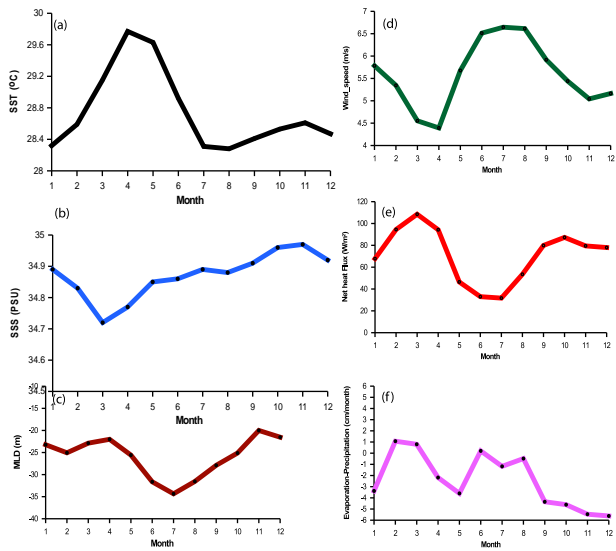 (a)
30
29.6
29.2
28.8
28.4
28
SST (ºC)
1 2 3 4 5 6 7 8 9 10 11 12
Month
(b)
35
34.9
34.8
34.7
34.6
34.5
SSS (PSU)
1 2 3 4 5 6 7 8 9 10 11 12
Month
(c)
-10
-15
-20
-25
-30
-35
-40
MLD (m)
1 2 3 4 5 6 7 8 9 10 11 12
Month
(d)
7
6.5
6
5.5
5
4.5
4
Wind_speed (m/s)
1 2 3 4 5 6 7 8 9 10 11 12
Month
(e)
120
100
80
60
40
20
0
Net heat Flux (W/m²)
1 2 3 4 5 6 7 8 9 10 11 12
Month
(f)
6
5
4
3
2
1
0
-1
-2
-3
-4
-5
-6
Evaporation-Precipitation (cm/month)
1 2 3 4 5 6 7 8 9 10 11 12
Month